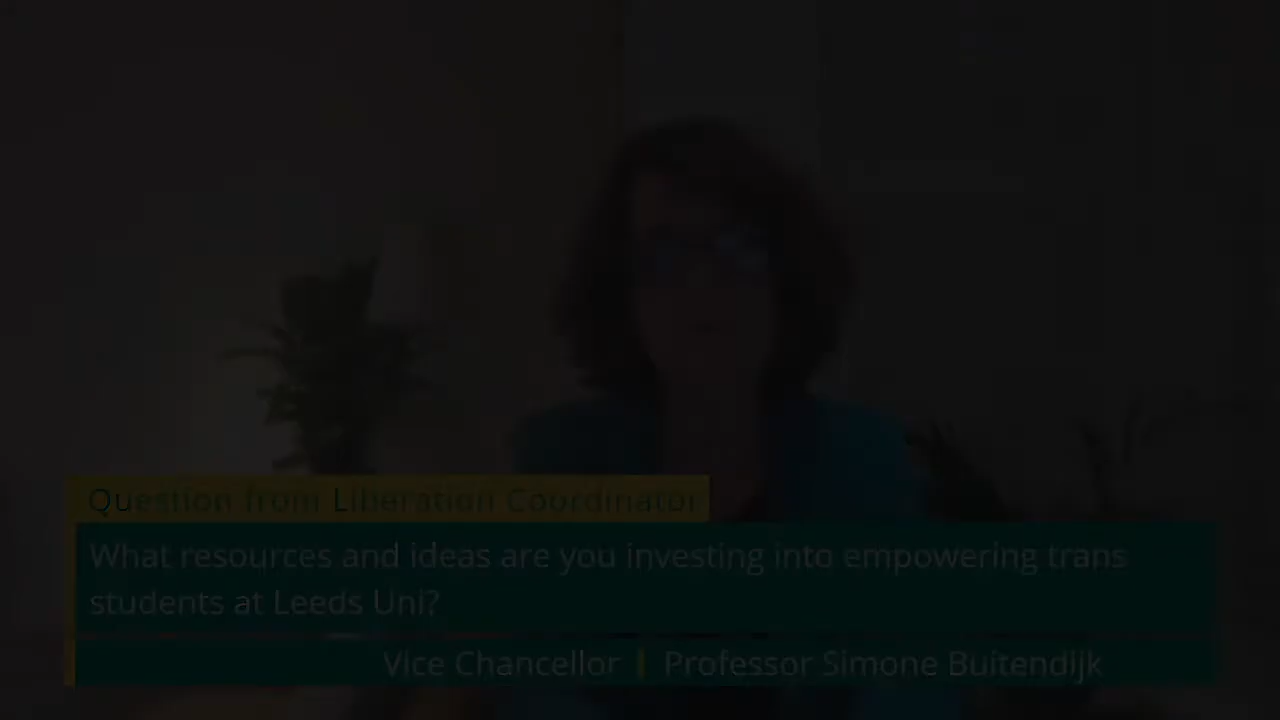 Question from Liberation Coordinator
What resources and ideas are you investing into empowering trans
students at Leeds Uni?
Vice Chancellor | Professor Simone Buitendijk